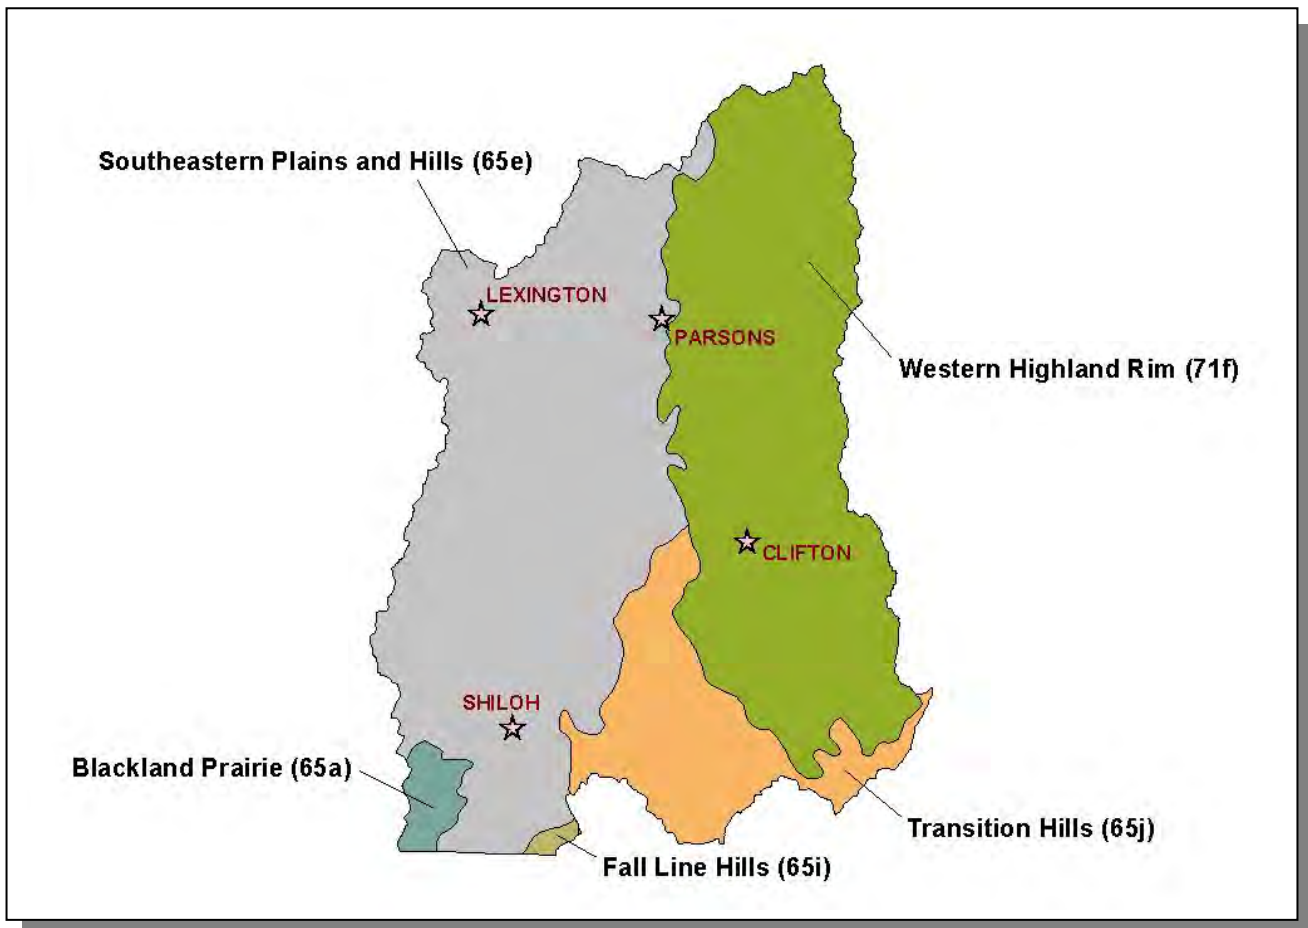 Southeastern Plains and Hills (65e)
LEXINGTON
PARSONS
Western Highland Rim (71f)
CLIFTON
SHILOH
Blackland Prairie (65a)
Transition Hills (65j)
Fall Line Hills (65i)